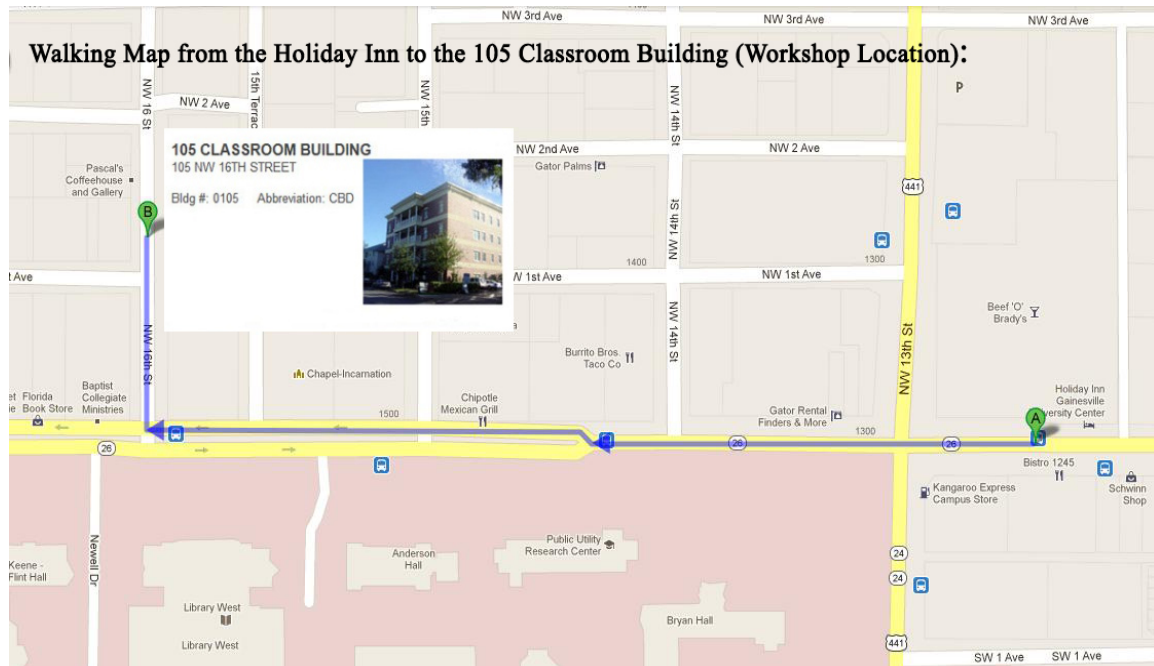 NW 3rd Ave
NW 3rd Ave
NW 3rd Ave
Walking Map from the Holiday Inn to the 105 Classroom Building (Workshop Location):
NW 16 St
15th Terrac
NW 15th
NW 14th St
P
NW 2 Ave
441
105 CLASSROOM BUILDING
105 NW 16TH STREET
Bldg #: 0105 Abbreviation: CBD
NW 2nd Ave
NW 2 Ave
Gator Palms
Pascal's
Coffeehouse
and Gallery
B
NW 14th St
1400
1300
t Ave
W 1st Ave
NW 1st Ave
NW 16th St
NW 14th St
NW 13th St
Beef 'O'
Brady's
Burrito Bros.
Taco Co
Chapel-Incarnation
et Florida
ie Book Store
Baptist
Collegiate
Ministries
1500
Chipotle
Mexican Grill
Gator Rental
Finders & More
1300
Holiday Inn
Gainesville
versity Center
A
26
26
26
Bistro 1245
Kangaroo Express
Campus Store
Schwinn
Shop
Newell Dr
Keene -
Flint Hall
Anderson
Hall
Public Utility
Research Center
24
24
Library West
Library West
Bryan Hall
441
SW 1 Ave
SW 1 Ave